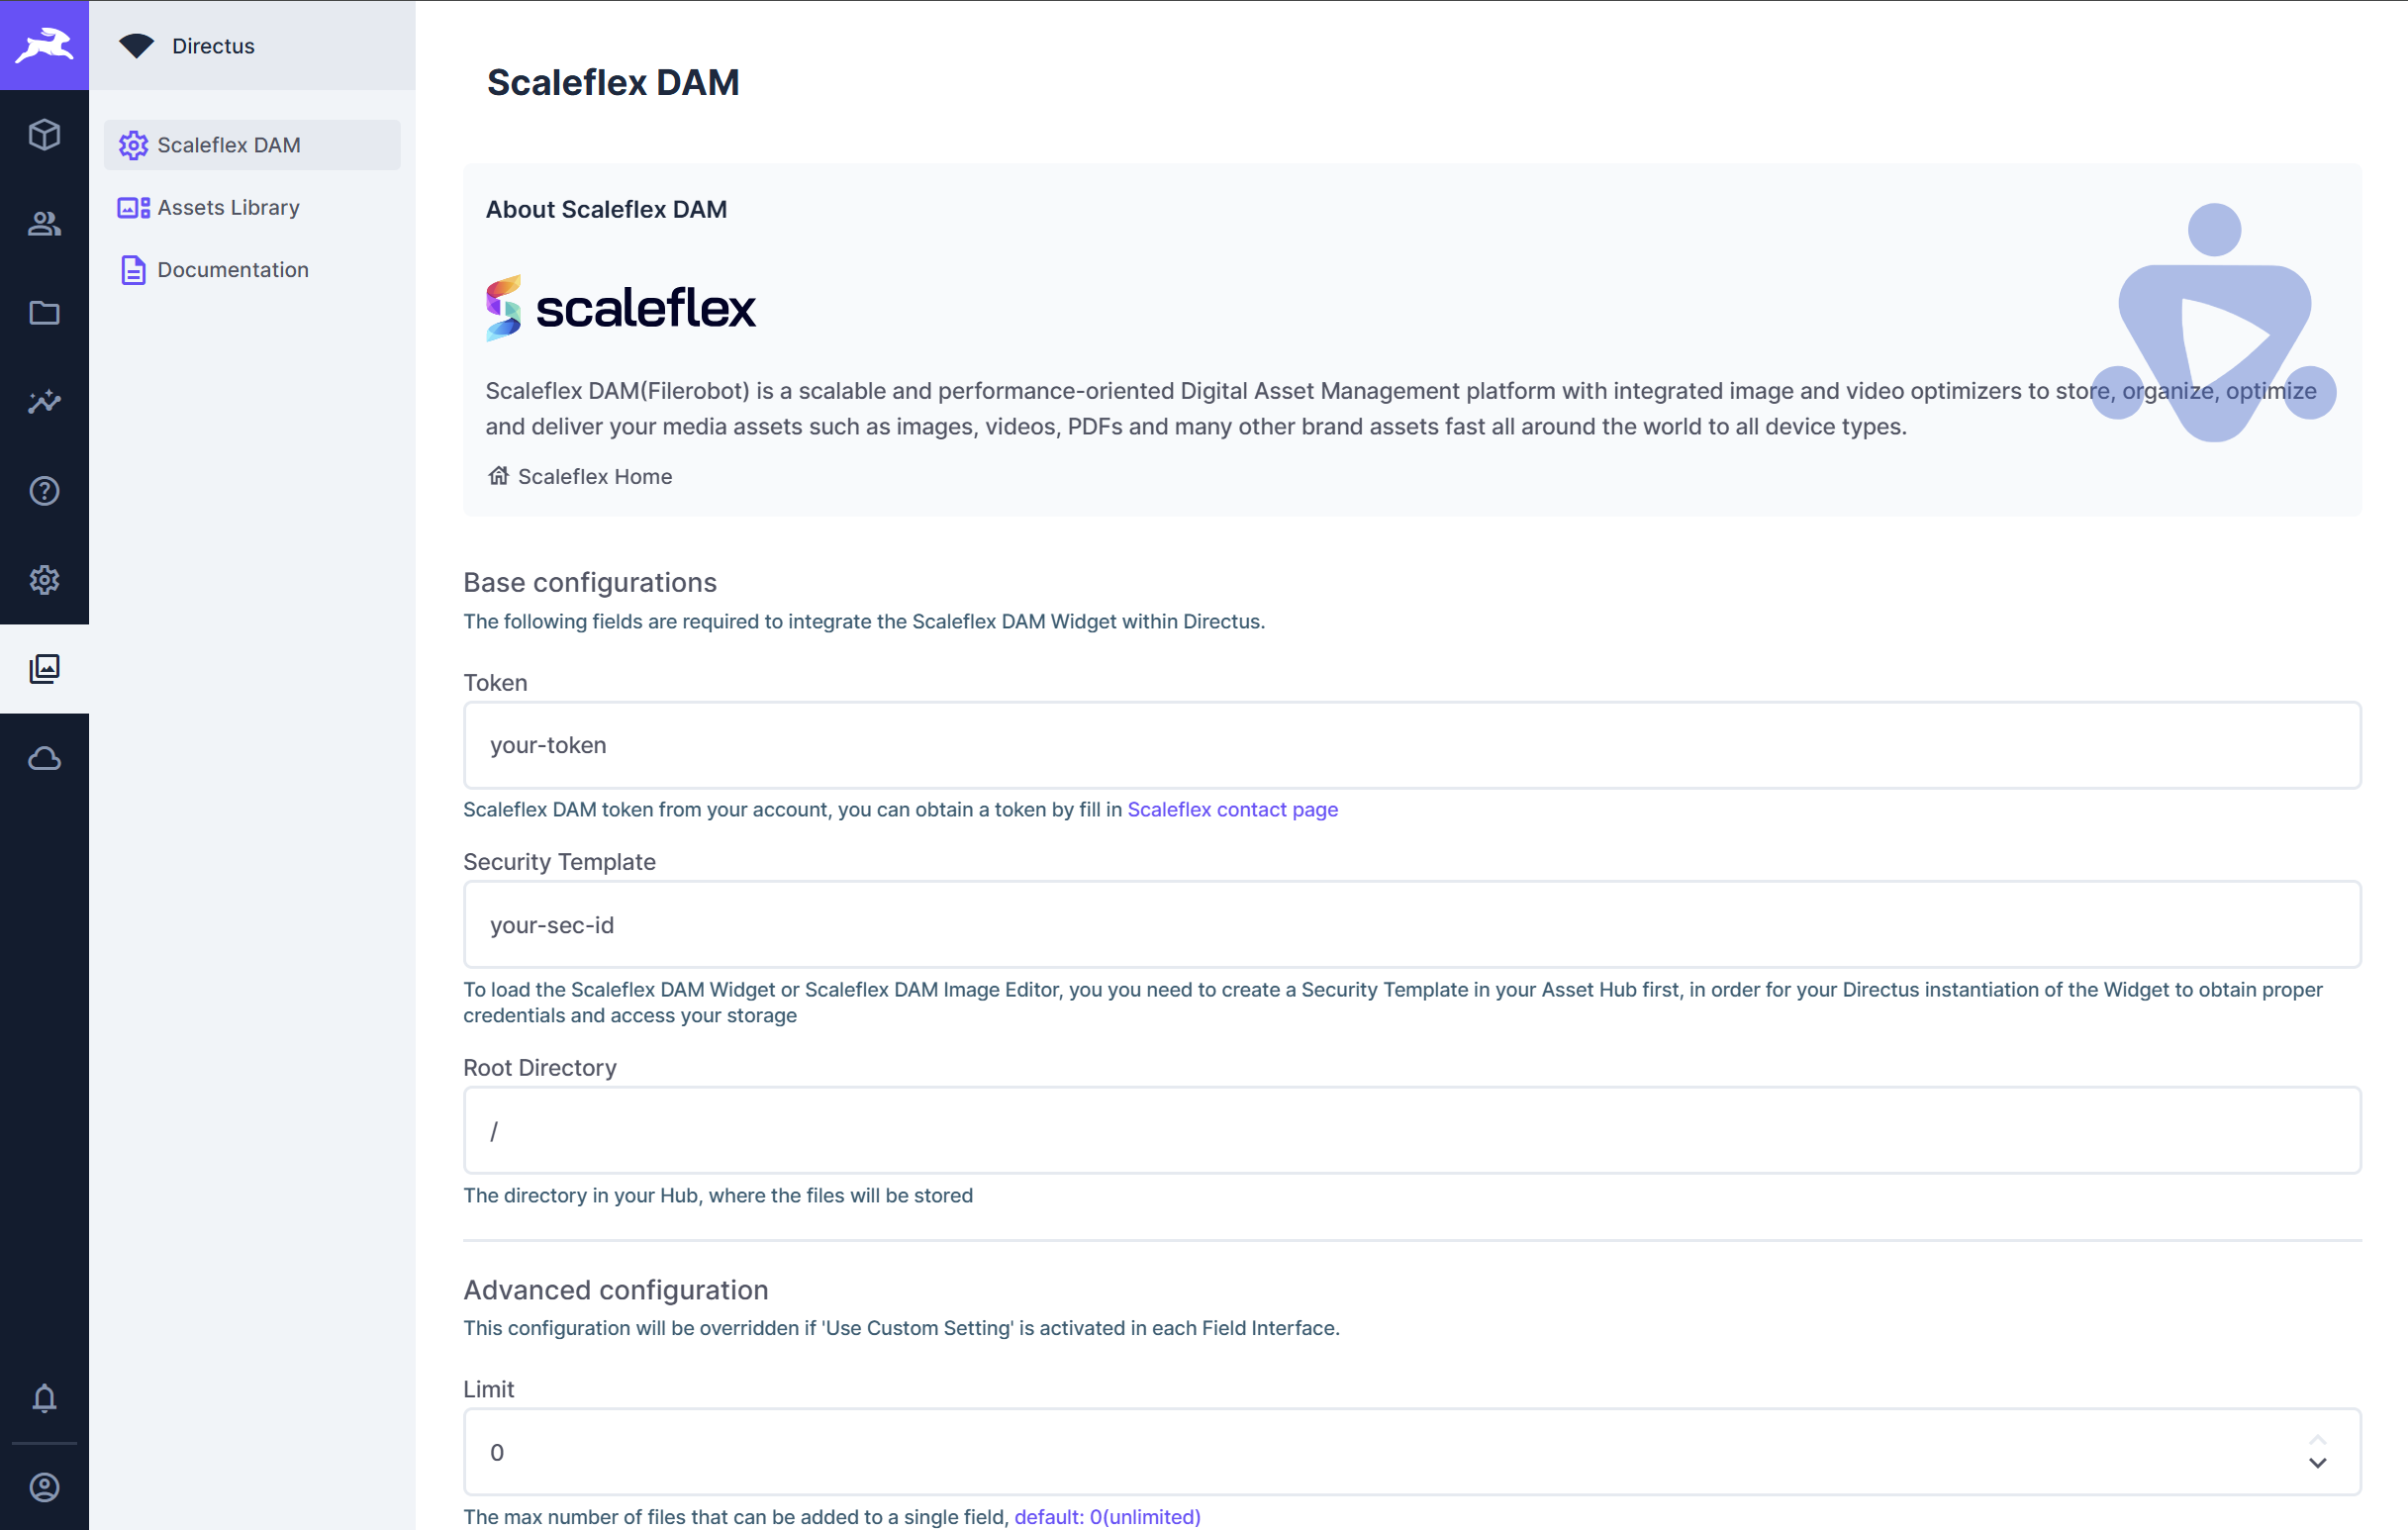 Directus
Scaleflex DAM
Assets Library
Documentation
Scaleflex DAM
About Scaleflex DAM
scaleflex
Scaleflex DAM(Filerobot) is a scalable and performance-oriented Digital Asset Management platform with integrated image and video optimizers to store, organize, optimize
and deliver your media assets such as images, videos, PDFs and many other brand assets fast all around the world to all device types.
Scaleflex Home
Base configurations
The following fields are required to integrate the Scaleflex DAM Widget within Directus.
Token
your-token
Scaleflex DAM token from your account, you can obtain a token by fill in Scaleflex contact page
Security Template
your-sec-id
To load the Scaleflex DAM Widget or Scaleflex DAM Image Editor, you you need to create a Security Template in your Asset Hub first, in order for your Directus instantiation of the Widget to obtain proper
credentials and access your storage
Root Directory
/
The directory in your Hub, where the files will be stored
Advanced configuration
This configuration will be overridden if 'Use Custom Setting' is activated in each Field Interface.
Limit
0
The max number of files that can be added to a single field, default: 0(unlimited)